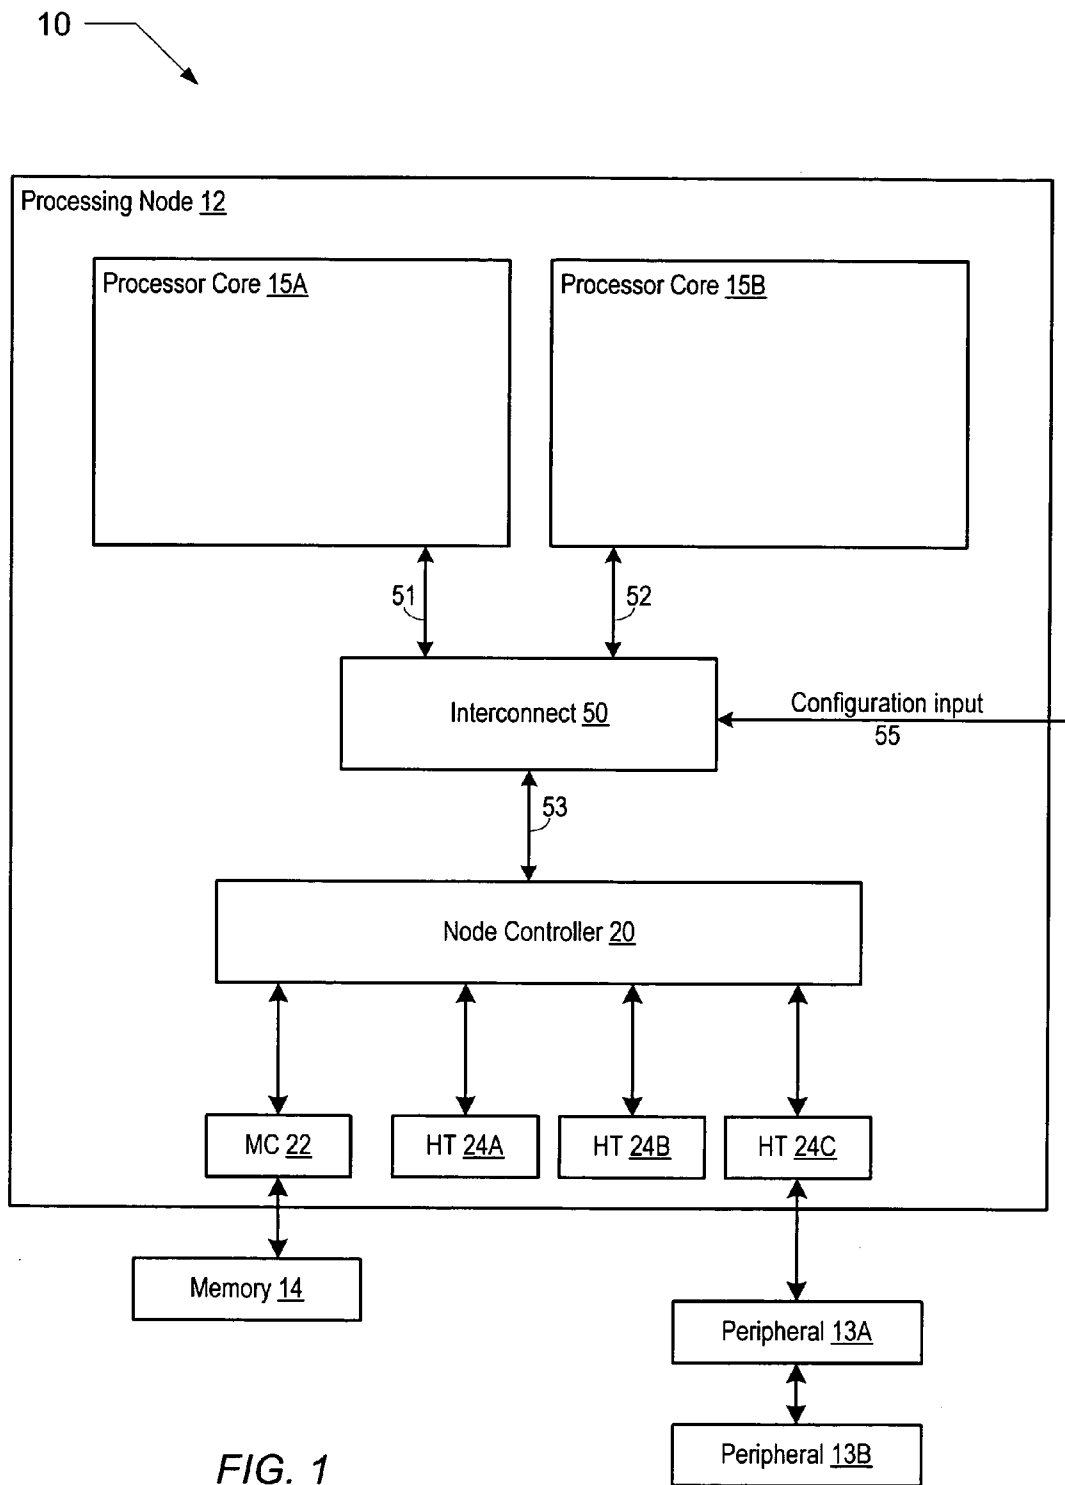 10
Processing Node 12
Processor Core 15A
Processor Core 15B
51
52
Interconnect 50
Configuration input
55
53
Node Controller 20
MC 22
HT 24A
HT 24B
HT 24C
Memory 14
Peripheral 13A
Peripheral 13B
FIG. 1